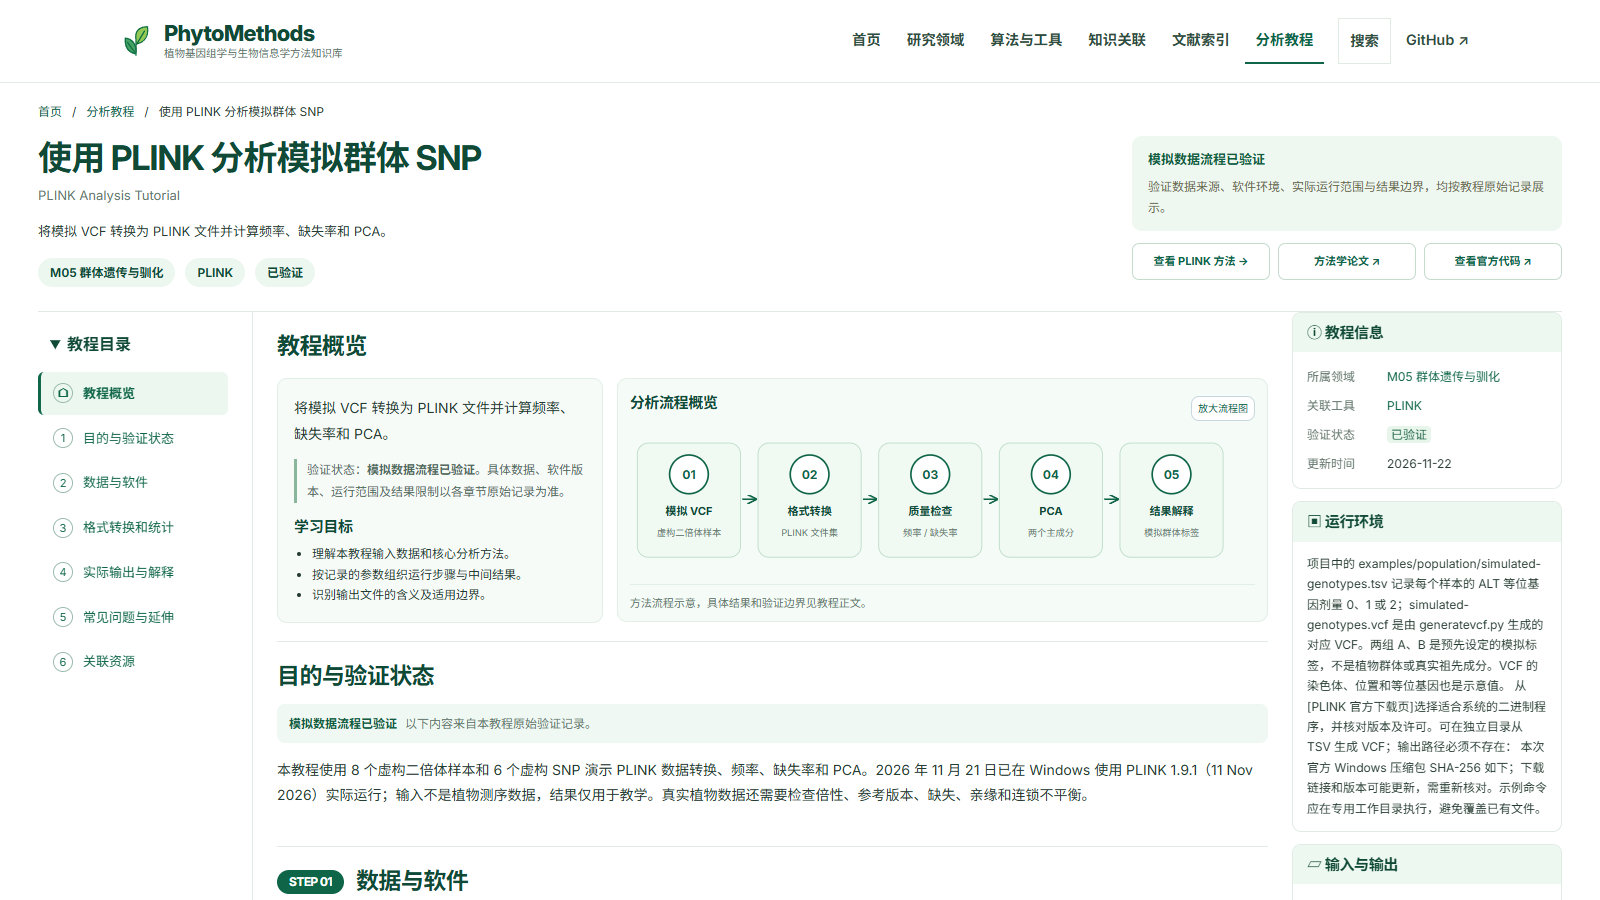 PhytoMethods
植物基因组学与生物信息学方法知识库
首页
研究领域
算法与工具
知识关联
文献索引
分析教程
搜索
GitHub ↗
首页 / 分析教程 / 使用 PLINK 分析模拟群体 SNP
使用 PLINK 分析模拟群体 SNP
PLINK Analysis Tutorial
将模拟 VCF 转换为 PLINK 文件并计算频率、缺失率和 PCA。
M05 群体遗传与驯化
PLINK
已验证
模拟数据流程已验证
验证数据来源、软件环境、实际运行范围与结果边界，均按教程原始记录展
示。
查看 PLINK 方法 →
方法学论文 ↗
查看官方代码 ↗
▼ 教程目录
教程概览
1 目的与验证状态
2 数据与软件
3 格式转换和统计
4 实际输出与解释
5 常见问题与延伸
6 关联资源
教程概览
将模拟 VCF 转换为 PLINK 文件并计算频率、
缺失率和 PCA。
验证状态：模拟数据流程已验证。具体数据、软件版
本、运行范围及结果限制以各章节原始记录为准。
学习目标
• 理解本教程输入数据和核心分析方法。
• 按记录的参数组织运行步骤与中间结果。
• 识别输出文件的含义及适用边界。
分析流程概览
放大流程图
01
模拟 VCF
虚构二倍体样本
02
格式转换
PLINK 文件集
03
质量检查
频率 / 缺失率
04
PCA
两个主成分
05
结果解释
模拟群体标签
方法流程示意，具体结果和验证边界见教程正文。
目的与验证状态
模拟数据流程已验证 以下内容来自本教程原始验证记录。
本教程使用 8 个虚构二倍体样本和 6 个虚构 SNP 演示 PLINK 数据转换、频率、缺失率和 PCA。2026 年 11 月 21 日已在 Windows 使用 PLINK 1.9.1（11 Nov
2026）实际运行；输入不是植物测序数据，结果仅用于教学。真实植物数据还需要检查倍性、参考版本、缺失、亲缘和连锁不平衡。
STEP 01 数据与软件
教程信息
所属领域 M05 群体遗传与驯化
关联工具 PLINK
验证状态 已验证
更新时间 2026-11-22
运行环境
项目中的 examples/population/simulated-
genotypes.tsv 记录每个样本的 ALT 等位基
因剂量 0、1 或 2；simulated-
genotypes.vcf 是由 generatevcf.py 生成的
对应 VCF。两组 A、B 是预先设定的模拟标
签，不是植物群体或真实祖先成分。VCF 的
染色体、位置和等位基因也是示意值。 从
[PLINK 官方下载页]选择适合系统的二进制程
序，并核对版本及许可。可在独立目录从
TSV 生成 VCF；输出路径必须不存在： 本次
官方 Windows 压缩包 SHA-256 如下；下载
链接和版本可能更新，需重新核对。示例命令
应在专用工作目录执行，避免覆盖已有文件。
输入与输出